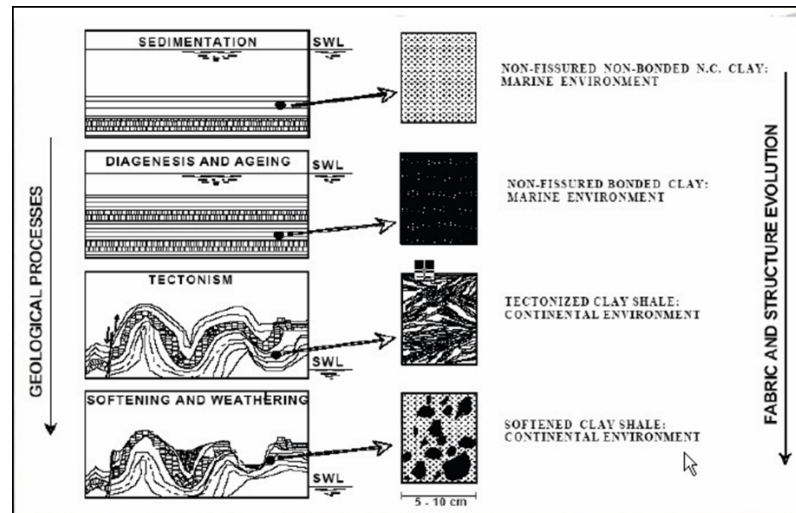 SEDIMENTATION
SWL
NON-FISSURED NON-BONDED N.C. CLAY:
MARINE ENVIRONMENT
DIAGENESIS AND AGEING
SWL
NON-FISSURED BONDED CLAY:
MARINE ENVIRONMENT
TECTONISM
SWL
TECTONIZED CLAY SHALE:
CONTINENTAL ENVIRONMENT
SOFTENING AND WEATHERING
SWL
SOFTENED CLAY SHALE:
CONTINENTAL ENVIRONMENT
5 - 10 cm
GEOLOGICAL PROCESSES
FABRIC AND STRUCTURE EVOLUTION